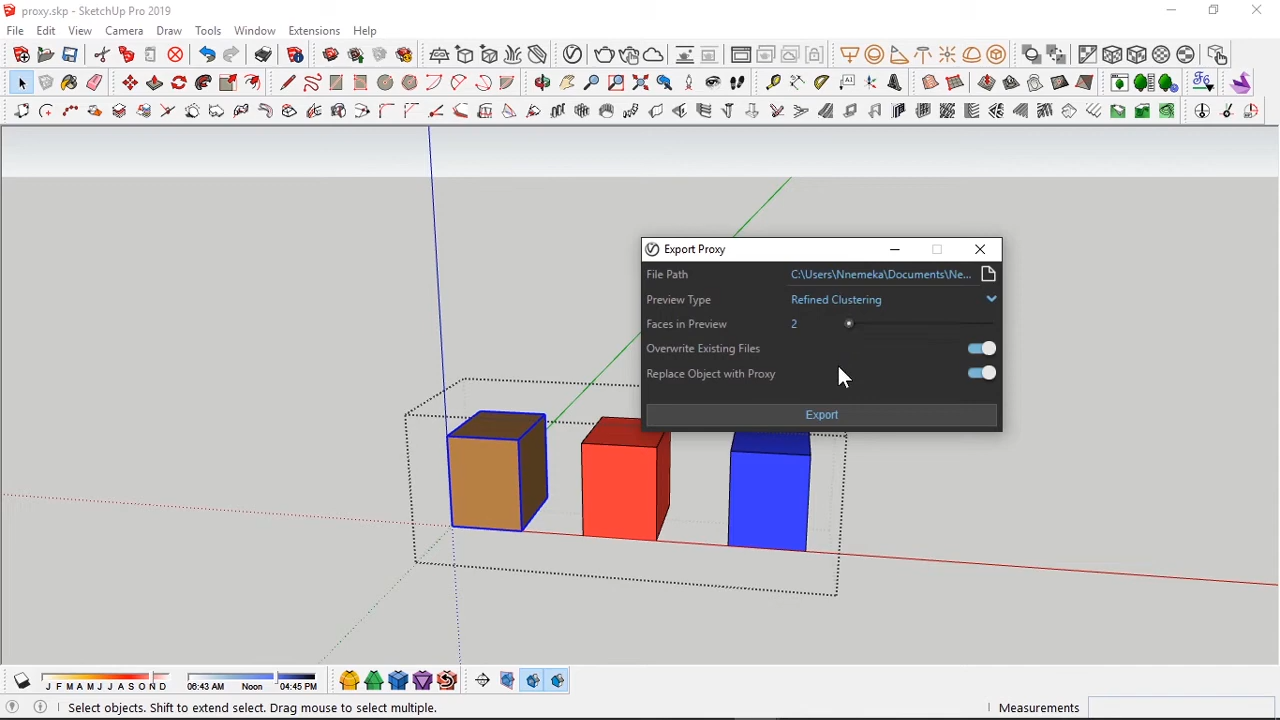 proxy.skp - SketchUp Pro 2019
File Edit View Camera Draw Tools Window Extensions Help
Export Proxy
File Path C:\Users\Nnemeka\Documents\Ne...
Preview Type Refined Clustering
Faces in Preview 2
Overwrite Existing Files
Replace Object with Proxy
Export
J F M A M J J A S O N D 06:43 AM Noon 04:45 PM
Select objects. Shift to extend select. Drag mouse to select multiple. Measurements